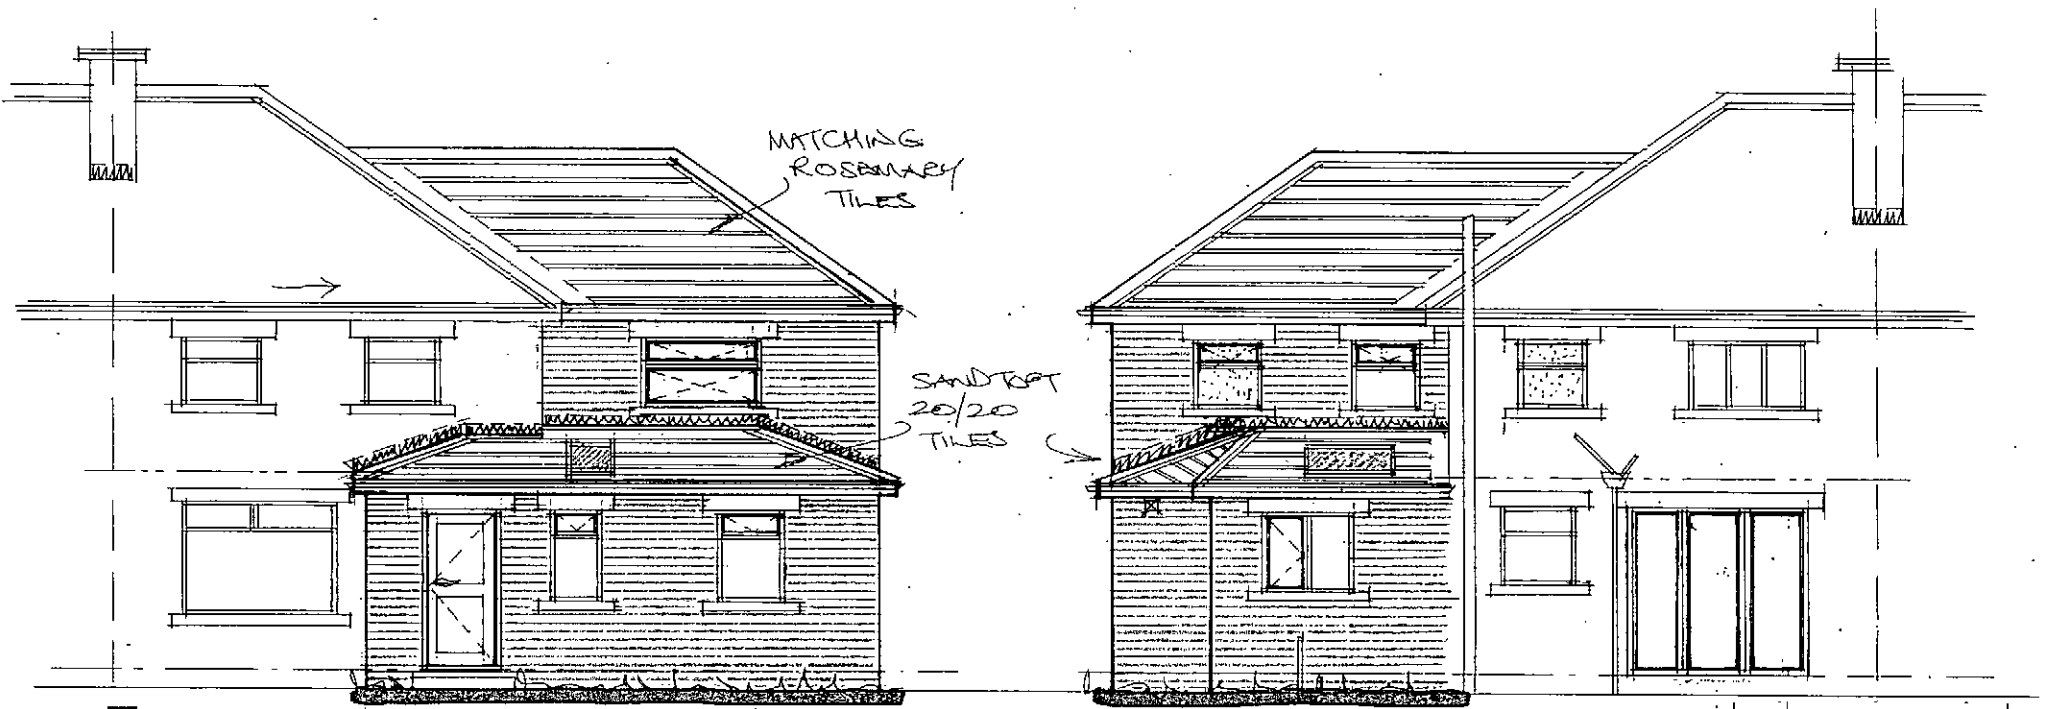 MATCHING
ROSEMARY
TILES
SANDTOFT
20/20
TILES